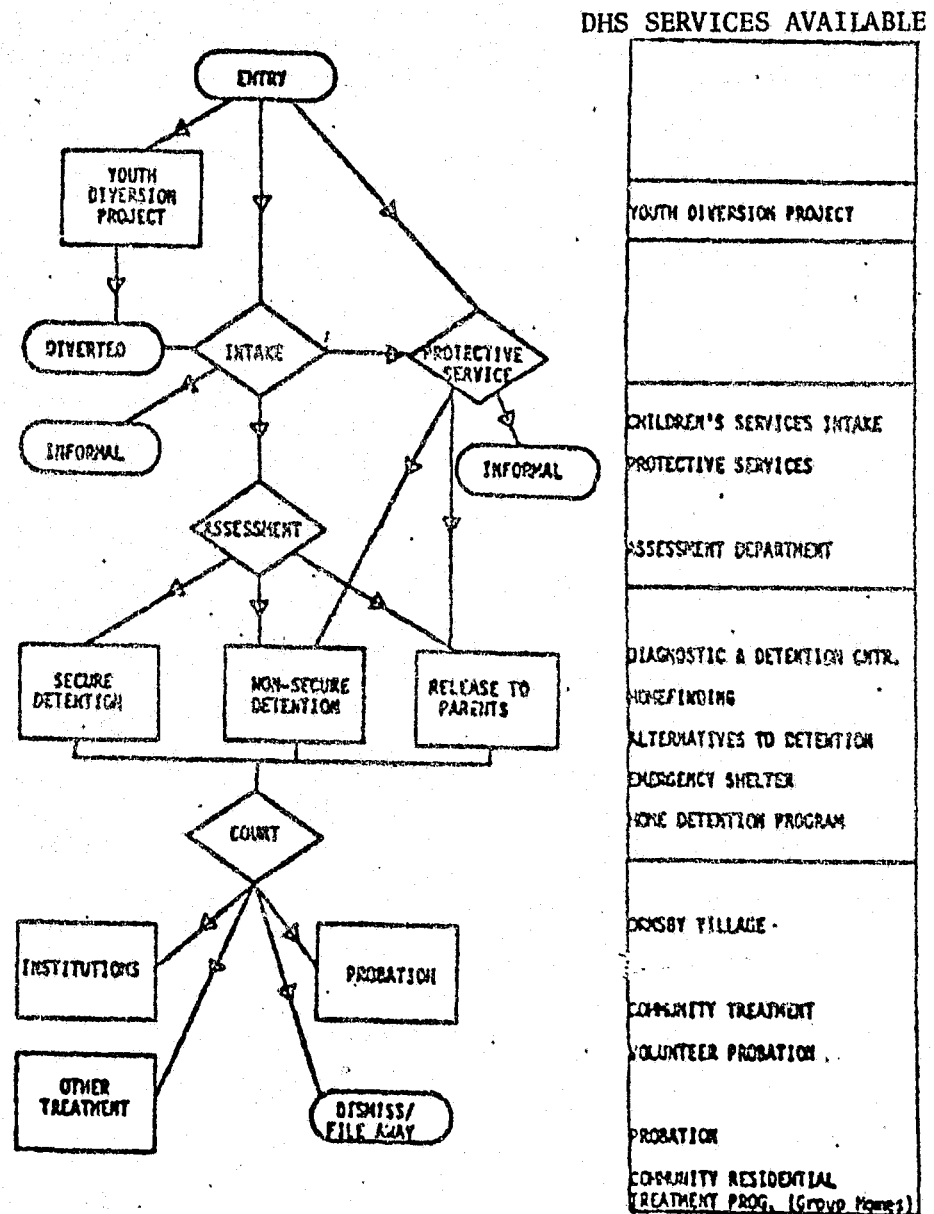 DHS SERVICES AVAILABLE
ENTRY
YOUTH
DIVERSION
PROJECT
DIVERTED
INTAKE
PROTECTIVE
SERVICE
INFORMAL
INFORMAL
ASSESSMENT
SECURE
DETENTION
NON-SECURE
DETENTION
RELEASE TO
PARENTS
COURT
INSTITUTIONS
PROBATION
OTHER
TREATMENT
DISMISS/
FILE AWAY
YOUTH DIVERSION PROJECT
CHILDREN'S SERVICES INTAKE
PROTECTIVE SERVICES
ASSESSMENT DEPARTMENT
DIAGNOSTIC & DETENTION CNTR.
HOMEFINDING
ALTERNATIVES TO DETENTION
EMERGENCY SHELTER
HOME DETENTION PROGRAM
ORMSBY VILLAGE
COMMUNITY TREATMENT
VOLUNTEER PROBATION
PROBATION
COMMUNITY RESIDENTIAL
TREATMENT PROG. (Group Homes)